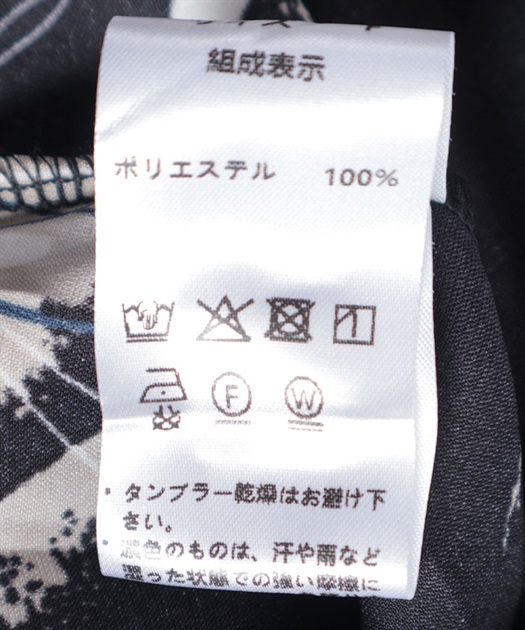 組成表示
ポリエステル 100%
F W
・タンブラー乾燥はお避け下
さい。
・濃色のものは、汗や雨など
湿った状態での強い摩擦に